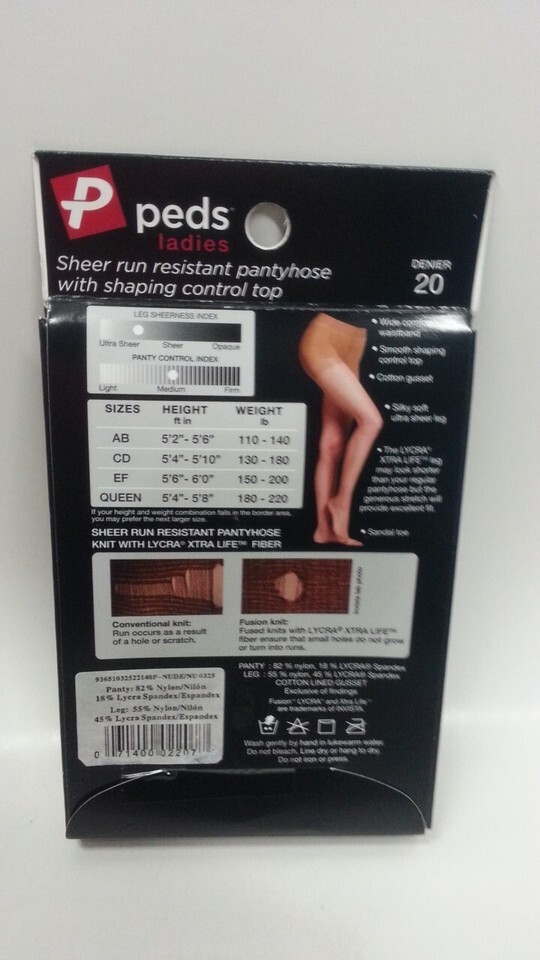 P
peds
ladies
Sheer run resistant pantyhose
with shaping control top
DENIER
20
LEG SHEERNESS INDEX
Ultra Sheer Sheer Opaque
PANTY CONTROL INDEX
Light Medium Firm
• Wide comfort
waistband
• Smooth shaping
control top
• Cotton gusset
• Silky soft
ultra sheer leg
• The LYCRA®
XTRA LIFE™ leg
may look shorter
than your regular
pantyhose but the
generous stretch will
provide excellent fit.
• Sandal toe
SIZES HEIGHT WEIGHT
ft in lb
AB 5'2"- 5'6" 110 - 140
CD 5'4"- 5'10" 130 - 180
EF 5'6"- 6'0" 150 - 200
QUEEN 5'4"- 5'8" 180 - 220
If your height and weight combination falls in the border area,
you may prefer the next larger size.
SHEER RUN RESISTANT PANTYHOSE
KNIT WITH LYCRA® XTRA LIFE™ FIBER
Conventional knit:
Run occurs as a result
of a hole or scratch.
Fusion knit:
Fused knits with LYCRA® XTRA LIFE™
fiber ensure that small holes do not grow
or turn into runs.
PANTY : 82 % nylon, 18 % LYCRA® Spandex
LEG : 55 % nylon, 45 % LYCRA® Spandex
COTTON LINED GUSSET
Exclusive of findings
Fusion™ LYCRA® and Xtra Life™
are trademarks of INVISTA.
Wash gently by hand in lukewarm water.
Do not bleach. Line dry or hang to dry.
Do not iron or press.
93651032522140P-NUDE/NU 0325
Panty: 82% Nylon/Nilón
18% Lycra Spandex/Espandex
Leg: 55% Nylon/Nilón
45% Lycra Spandex/Espandex
0 71400 02207